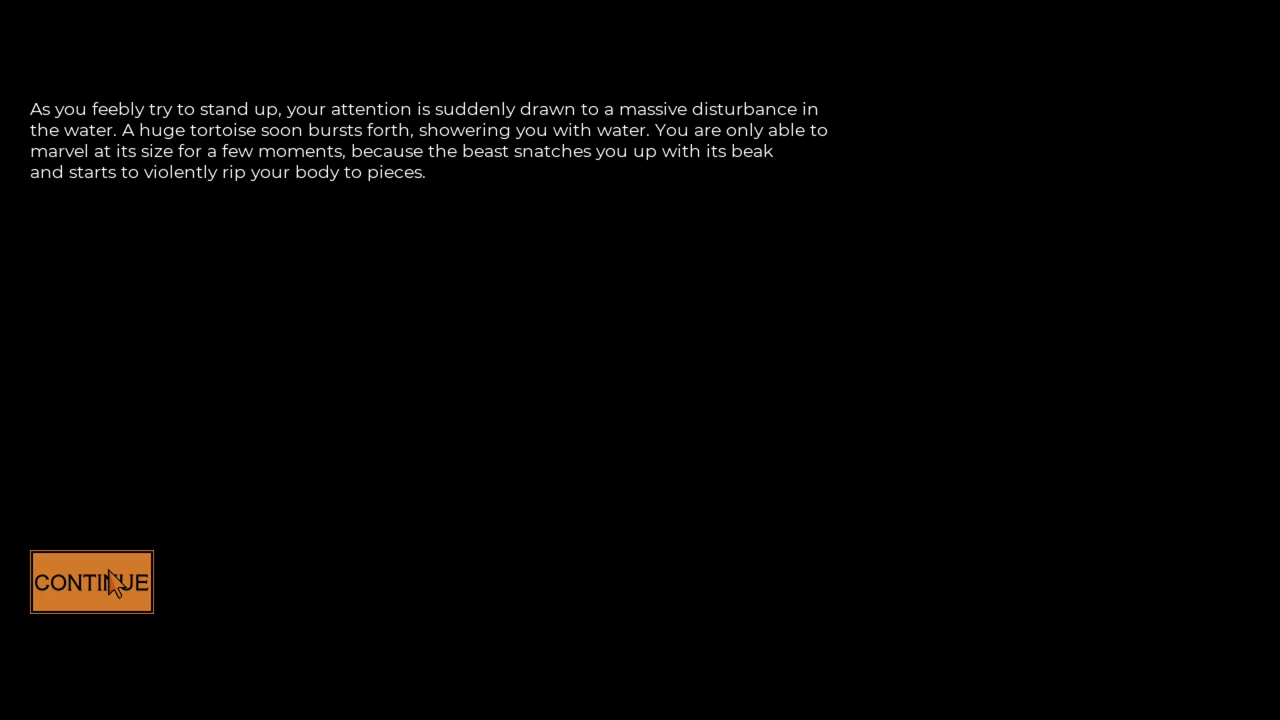 As you feebly try to stand up, your attention is suddenly drawn to a massive disturbance in
the water. A huge tortoise soon bursts forth, showering you with water. You are only able to
marvel at its size for a few moments, because the beast snatches you up with its beak
and starts to violently rip your body to pieces.
CONTINUE